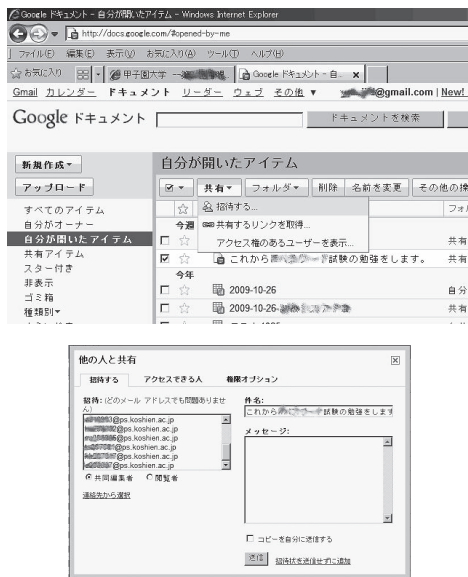 Google ドキュメント - 自分が開いたアイテム - Windows Internet Explorer
http://docs.google.com/#opened-by-me
ファイル(F) 編集(E) 表示(V) お気に入り(A) ツール(T) ヘルプ(H)
お気に入り 甲子園大学 Google ドキュメント - 自... x
Gmail カレンダー ドキュメント リーダー ウェブ その他 ▼ @gmail.com | New!
Google ドキュメント ドキュメントを検索
新規作成▼ 自分が開いたアイテム
アップロード 共有▼ フォルダ▼ 削除 名前を変更 その他の操
すべてのアイテム 招待する... フォル
自分がオーナー 今週 共有するリンクを取得...
自分が開いたアイテム アクセス権のあるユーザーを表示... 共有
共有アイテム これから 試験の勉強をします。 共有
スター付き 今年
非表示 2009-10-26 自分
ゴミ箱 2009-10-26- 共有
種類別▼
他の人と共有
招待する アクセスできる人 権限オプション
招待: (どのメール アドレスでも問題ありません) 件名:
これから 試験の勉強をします
@ps.koshien.ac.jp メッセージ:
@ps.koshien.ac.jp
@ps.koshien.ac.jp
@ps.koshien.ac.jp
@ps.koshien.ac.jp
@ps.koshien.ac.jp
共同編集者 閲覧者
連絡先から選択
コピーを自分に送信する
送信 招待状を送信せずに追加